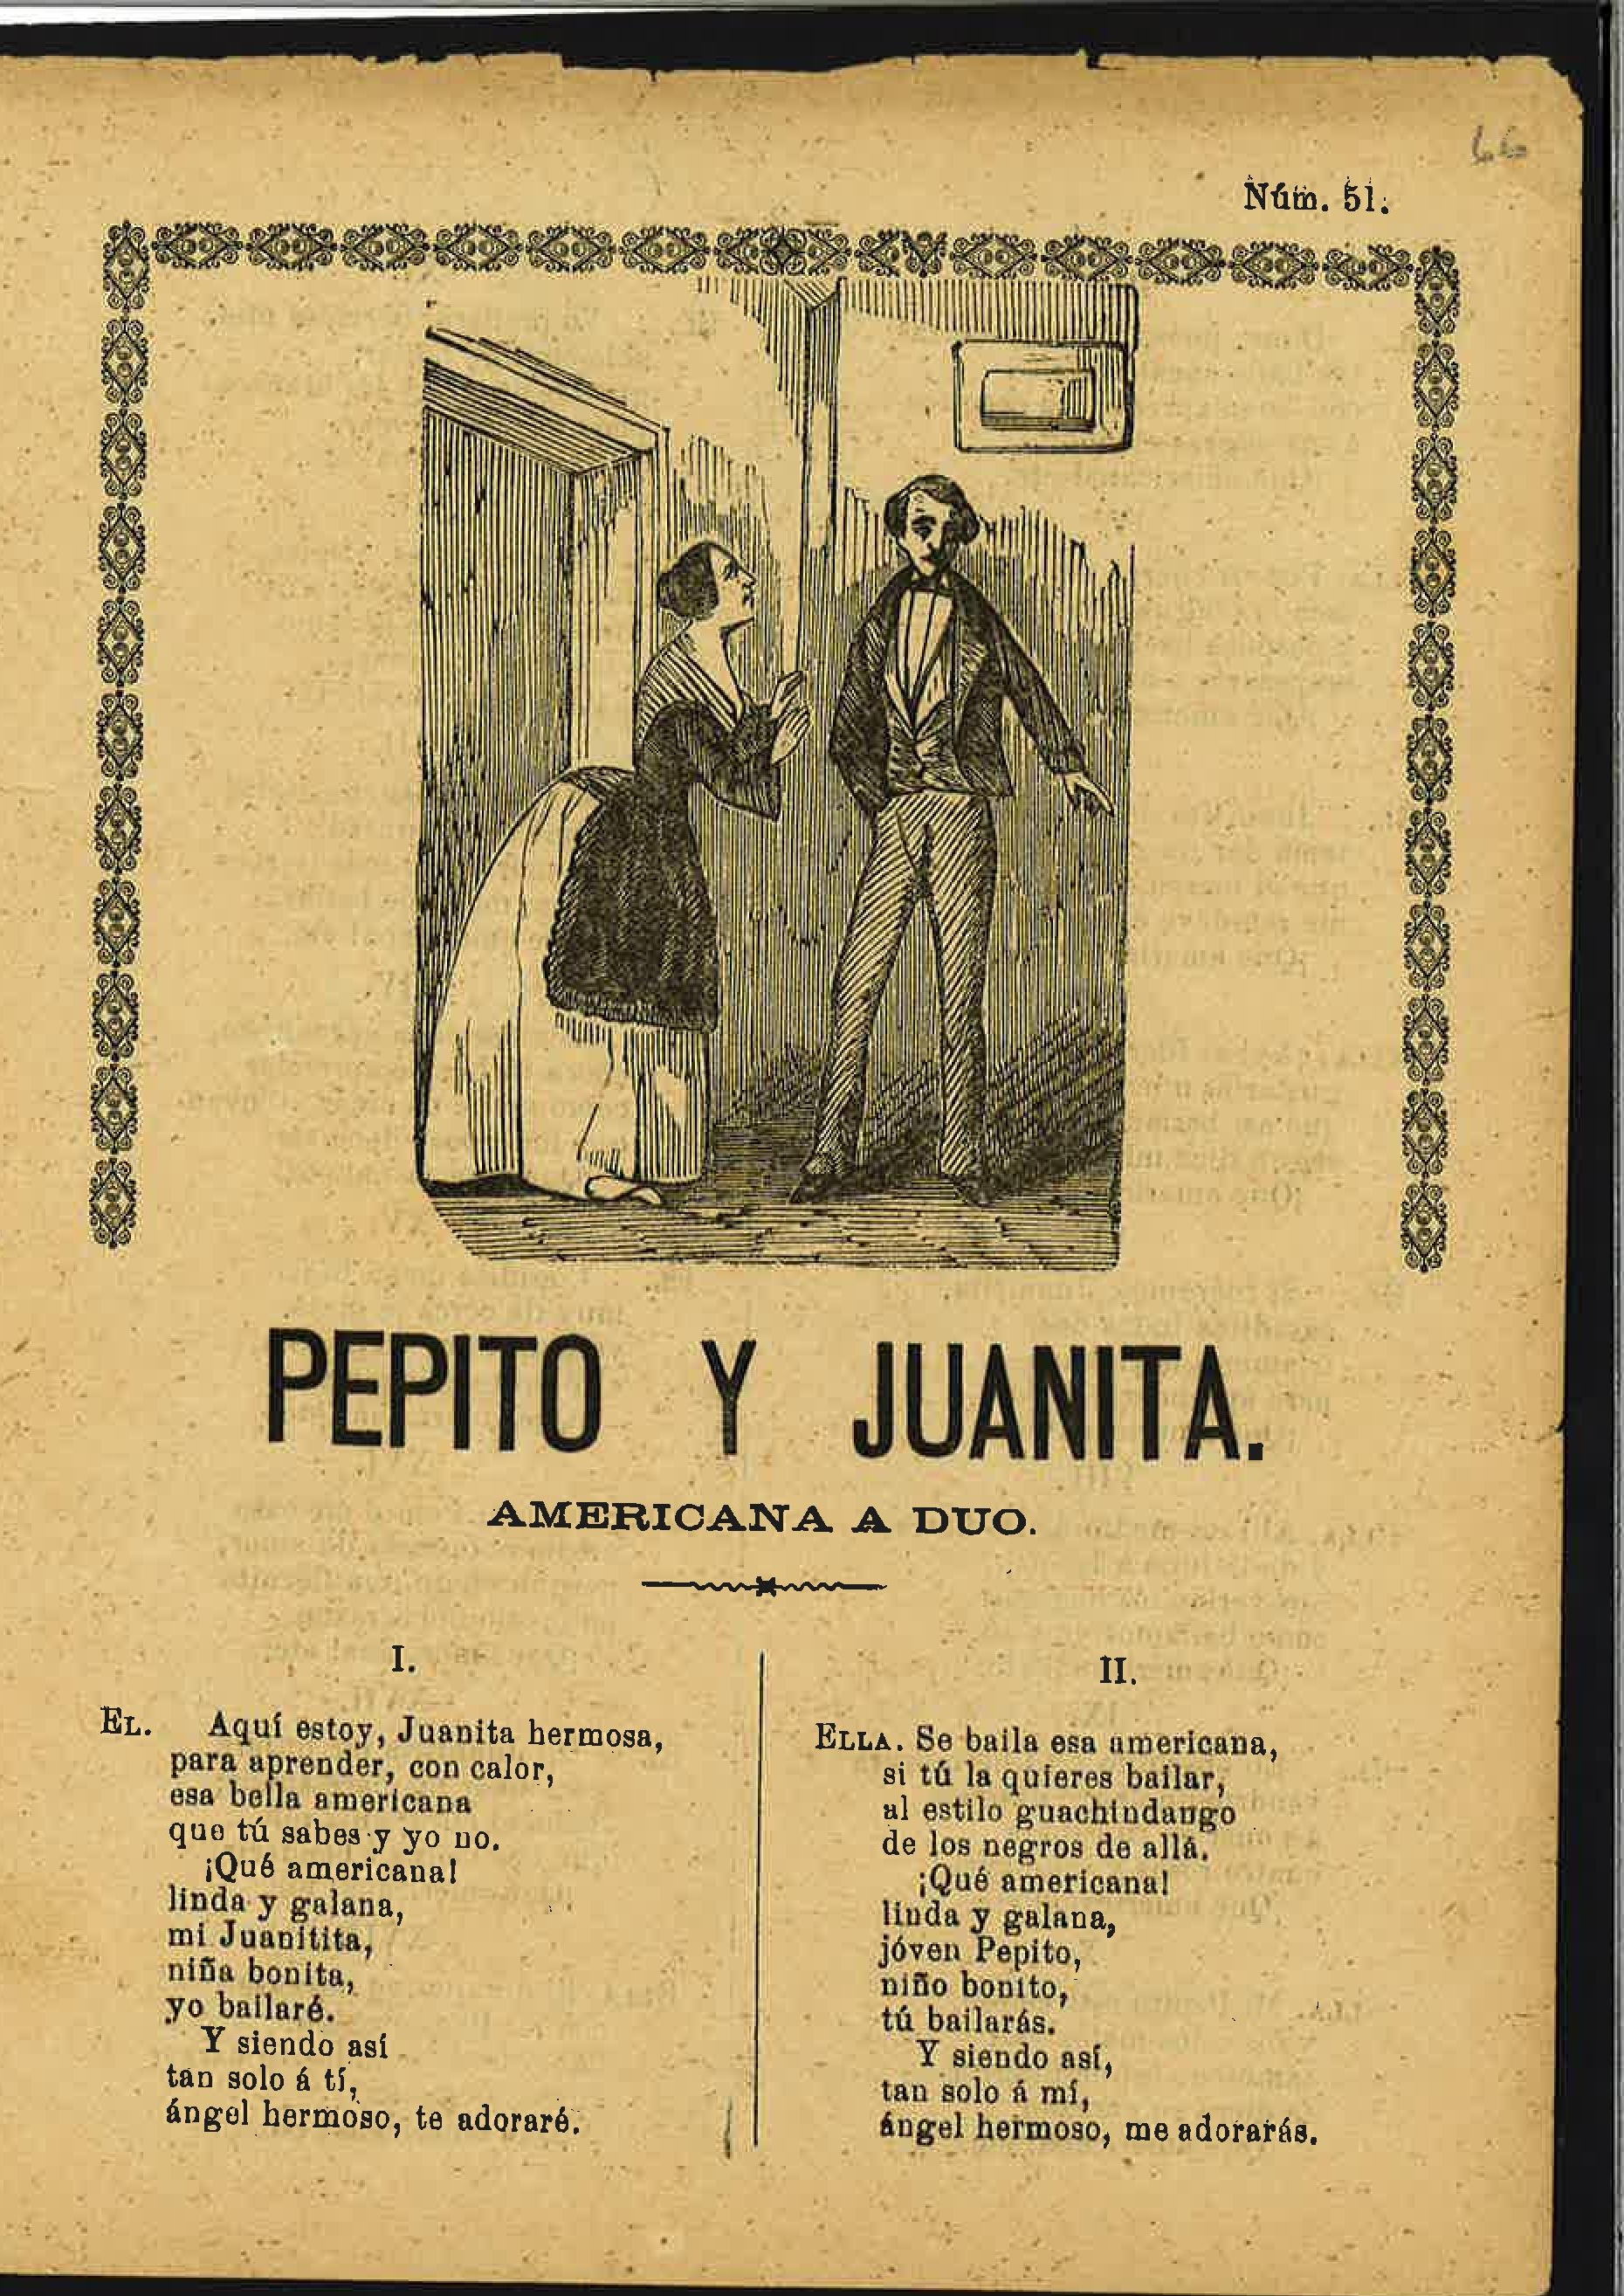 66
Núm. 51.
PEPITO Y JUANITA.
AMERICANA A DUO.
I.
EL. Aquí estoy, Juanita hermosa,
para aprender, con calor,
esa bella americana
que tú sabes y yo no.
¡Qué americana!
linda y galana,
mi Juanitita,
niña bonita,
yo bailaré.
Y siendo así
tan solo á tí,
ángel hermoso, te adoraré.
II.
ELLA. Se baila esa americana,
si tú la quieres bailar,
al estilo guachindango
de los negros de allá.
¡Qué americana!
linda y galana,
jóven Pepito,
niño bonito,
tú bailarás.
Y siendo así,
tan solo á mí,
ángel hermoso, me adorarás.